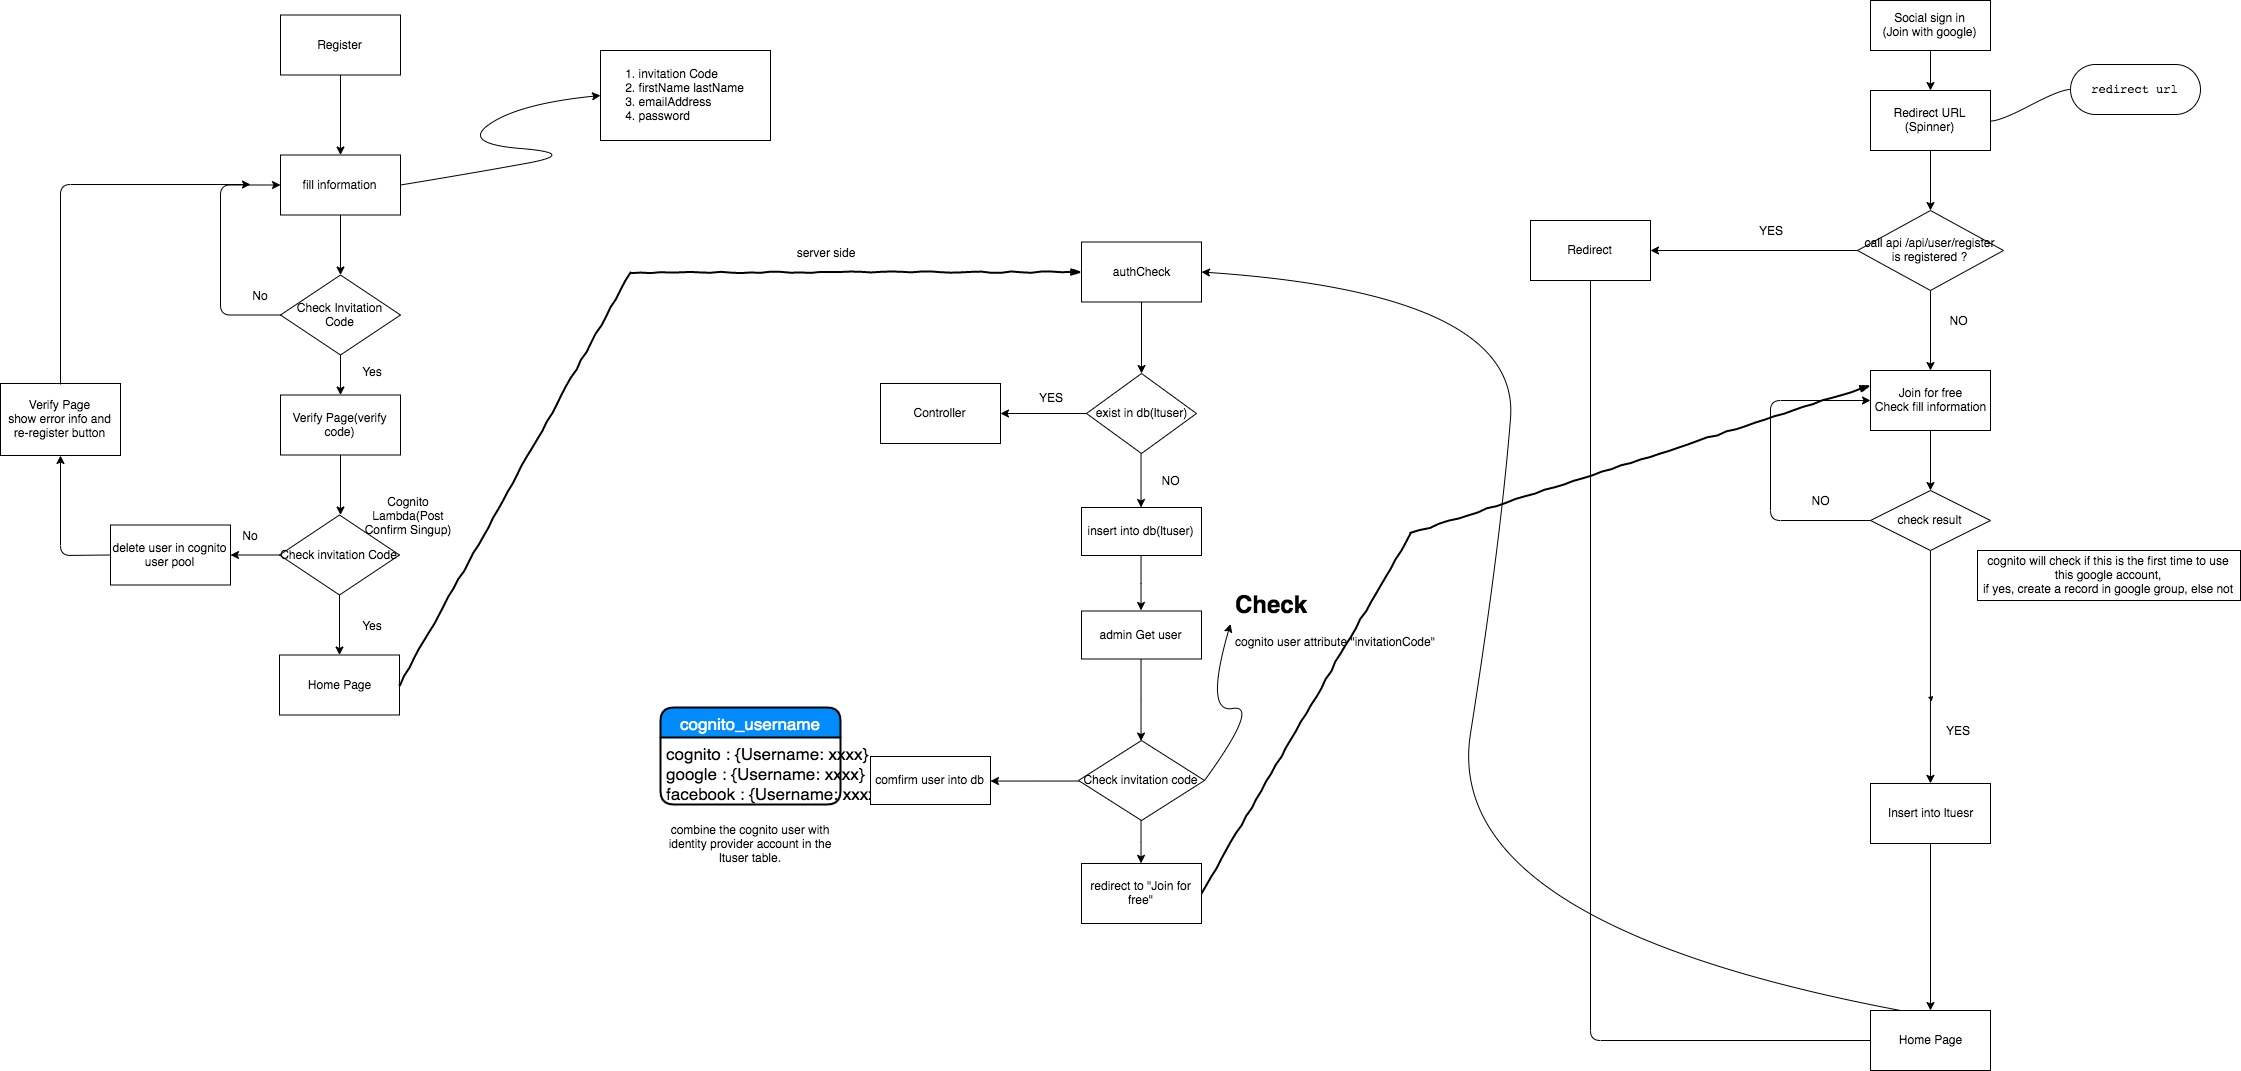 Register
1. invitation Code
2. firstName lastName
3. emailAddress
4. password
fill information
No
Check Invitation
Code
Yes
Verify Page
show error info and
re-register button
Verify Page(verify
code)
Cognito
Lambda(Post
Confirm Singup)
No
delete user in cognito
user pool
Check invitation Code
Yes
Home Page
server side
authCheck
YES
Controller
exist in db(ltuser)
NO
insert into db(ltuser)
Check
admin Get user
cognito user attribute "invitationCode"
cognito_username
cognito : {Username: xxxx}
google : {Username: xxxx}
facebook : {Username: xxx
comfirm user into db
Check invitation code
combine the cognito user with
identity provider account in the
ltuser table.
redirect to "Join for
free"
Social sign in
(Join with google)
redirect url
Redirect URL
(Spinner)
YES
Redirect
call api /api/user/register
is registered ?
NO
Join for free
Check fill information
NO
check result
cognito will check if this is the first time to use
this google account,
if yes, create a record in google group, else not
YES
Insert into ltuesr
Home Page